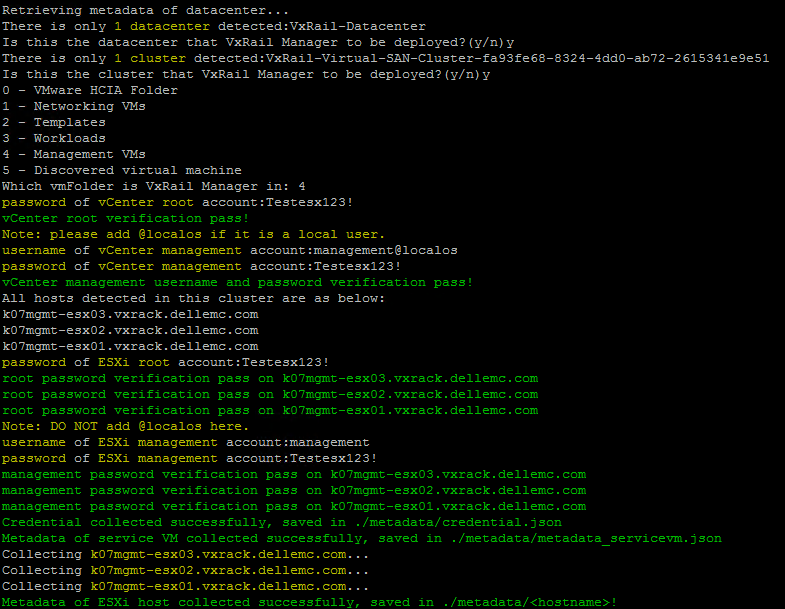 Retrieving metadata of datacenter...
There is only 1 datacenter detected:VxRail-Datacenter
Is this the datacenter that VxRail Manager to be deployed?(y/n)y
There is only 1 cluster detected:VxRail-Virtual-SAN-Cluster-fa93fe68-8324-4dd0-ab72-2615341e9e51
Is this the cluster that VxRail Manager to be deployed?(y/n)y
0 - VMware HCIA Folder
1 - Networking VMs
2 - Templates
3 - Workloads
4 - Management VMs
5 - Discovered virtual machine
Which vmFolder is VxRail Manager in: 4
password of vCenter root account:Testesx123!
vCenter root verification pass!
Note: please add @localos if it is a local user.
username of vCenter management account:management@localos
password of vCenter management account:Testesx123!
vCenter management username and password verification pass!
All hosts detected in this cluster are as below:
k07mgmt-esx03.vxrack.dellemc.com
k07mgmt-esx02.vxrack.dellemc.com
k07mgmt-esx01.vxrack.dellemc.com
password of ESXi root account:Testesx123!
root password verification pass on k07mgmt-esx03.vxrack.dellemc.com
root password verification pass on k07mgmt-esx02.vxrack.dellemc.com
root password verification pass on k07mgmt-esx01.vxrack.dellemc.com
Note: DO NOT add @localos here.
username of ESXi management account:management
password of ESXi management account:Testesx123!
management password verification pass on k07mgmt-esx03.vxrack.dellemc.com
management password verification pass on k07mgmt-esx02.vxrack.dellemc.com
management password verification pass on k07mgmt-esx01.vxrack.dellemc.com
Credential collected successfully, saved in ./metadata/credential.json
Metadata of service VM collected successfully, saved in ./metadata/metadata_servicevm.json
Collecting k07mgmt-esx03.vxrack.dellemc.com...
Collecting k07mgmt-esx02.vxrack.dellemc.com...
Collecting k07mgmt-esx01.vxrack.dellemc.com...
Metadata of ESXi host collected successfully, saved in ./metadata/<hostname>!